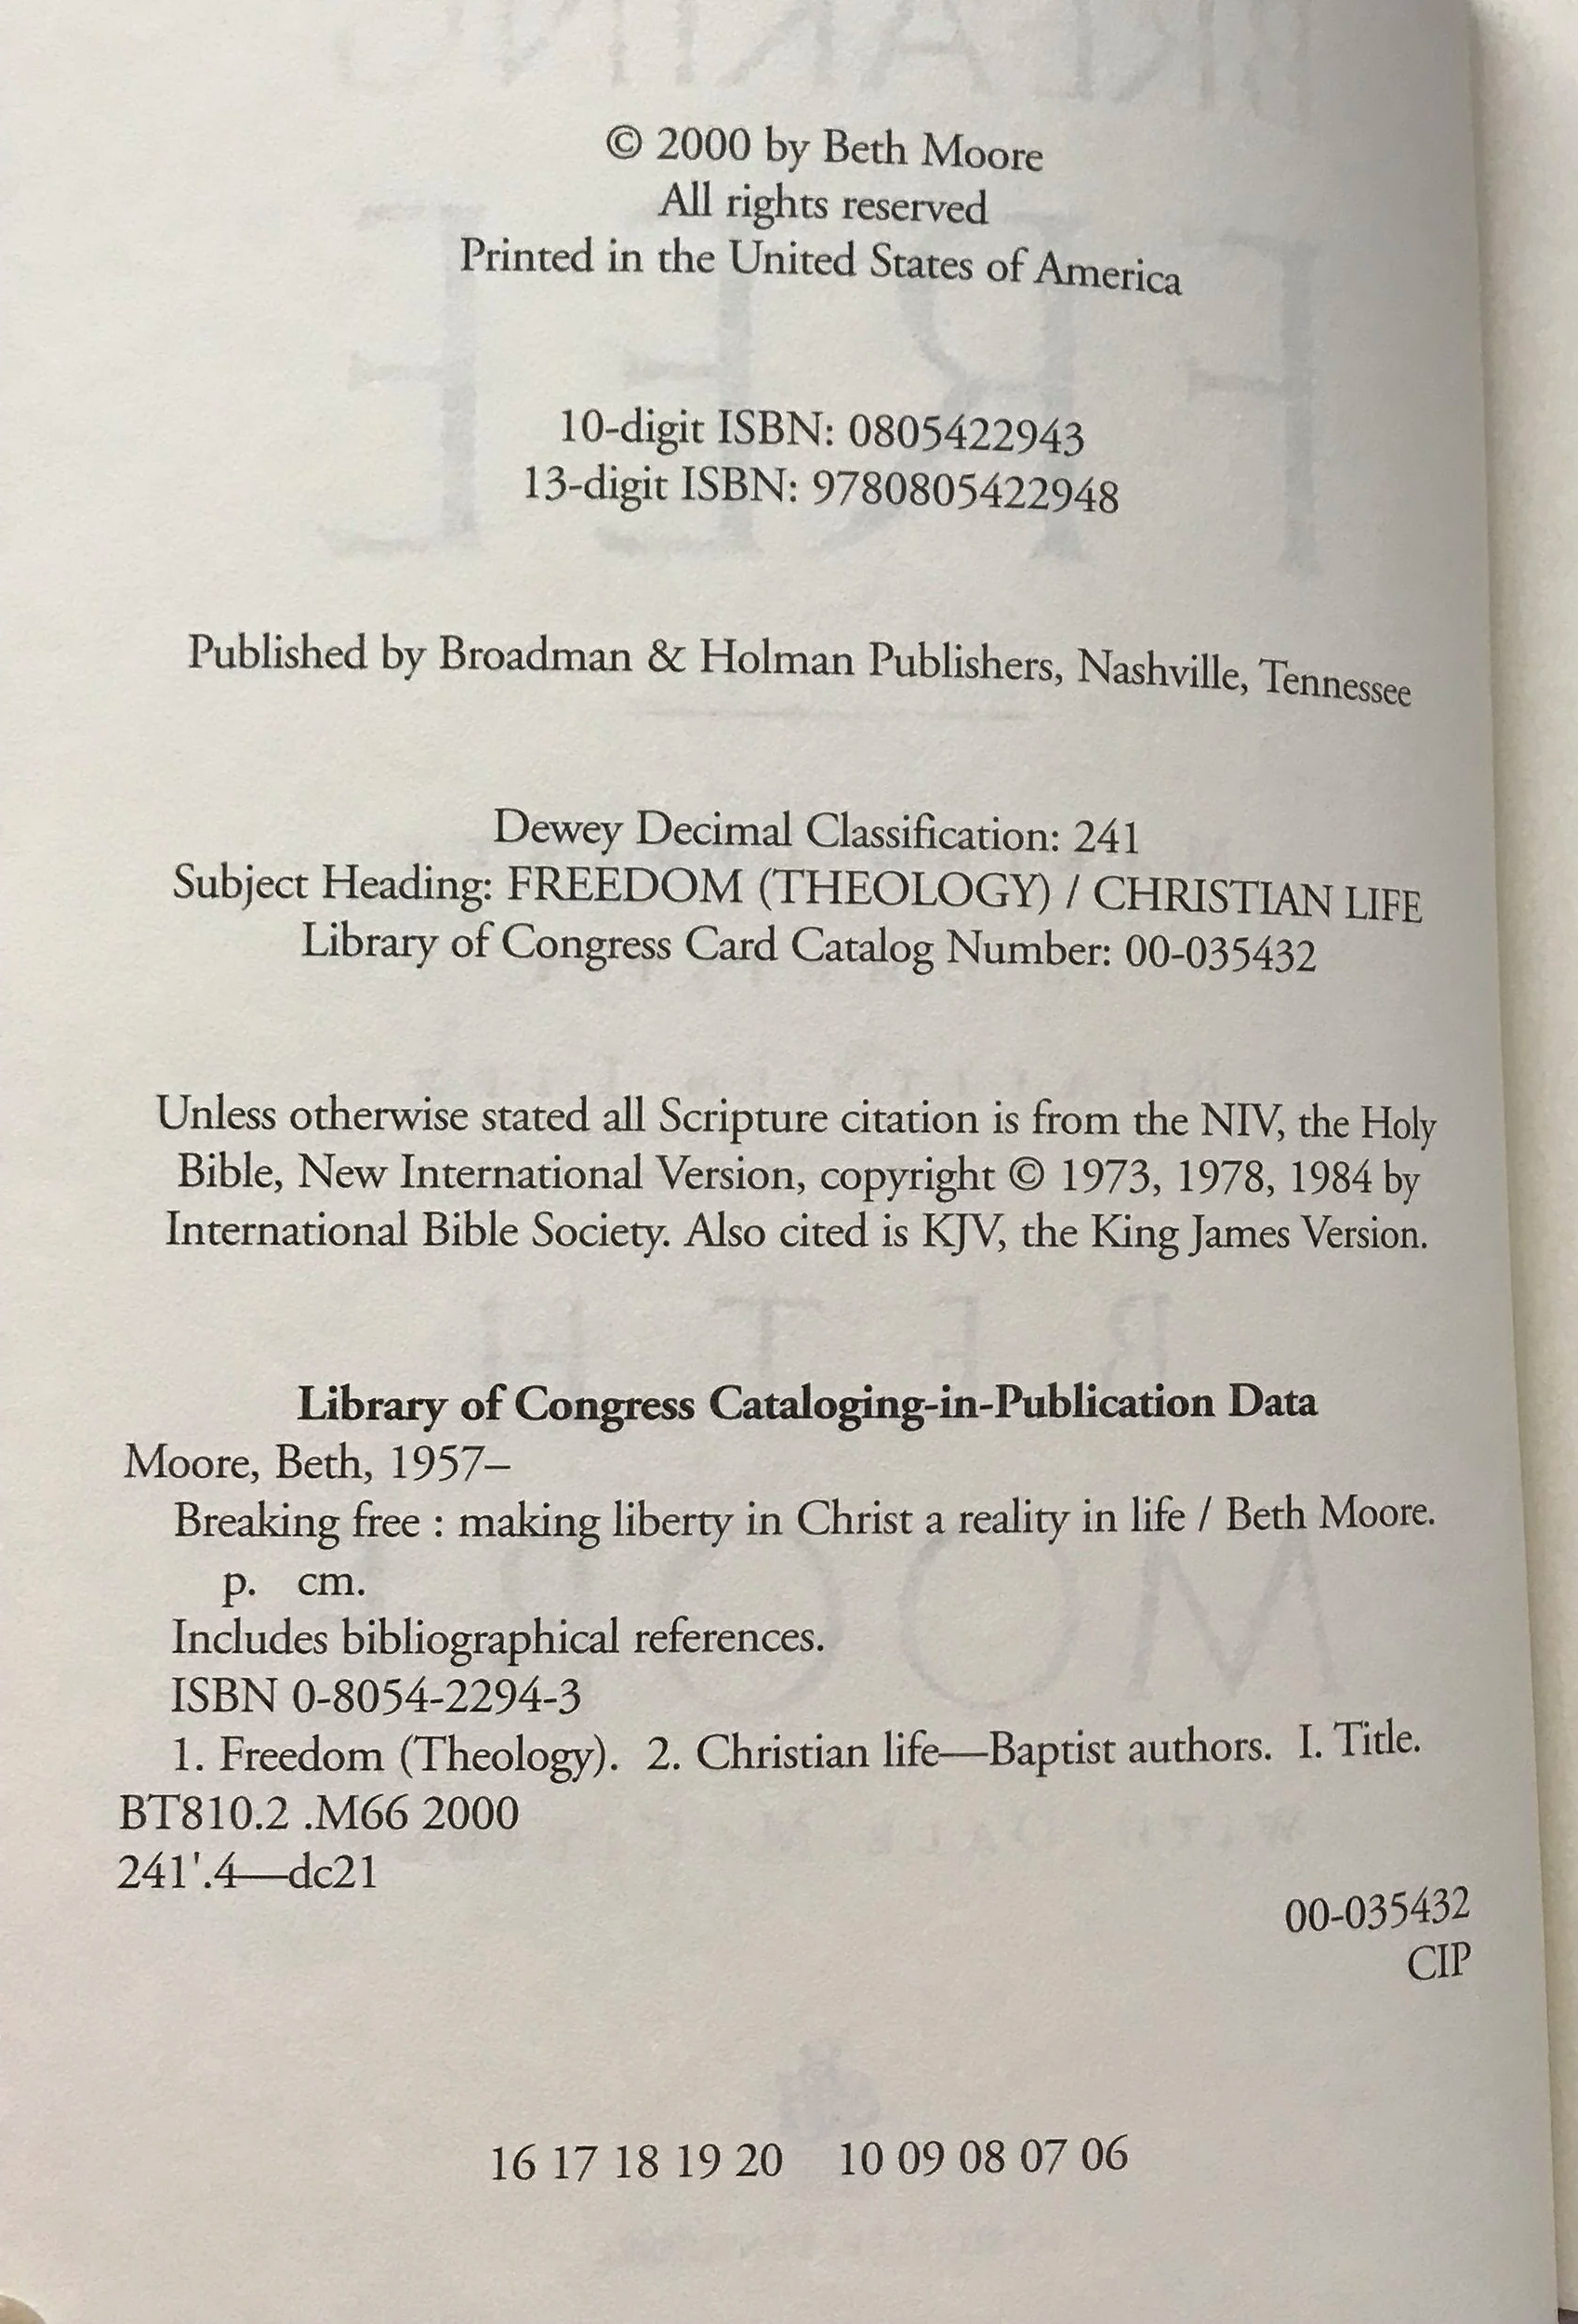 © 2000 by Beth Moore
All rights reserved
Printed in the United States of America
10-digit ISBN: 0805422943
13-digit ISBN: 9780805422948
Published by Broadman & Holman Publishers, Nashville, Tennessee
Dewey Decimal Classification: 241
Subject Heading: FREEDOM (THEOLOGY) / CHRISTIAN LIFE
Library of Congress Card Catalog Number: 00-035432
Unless otherwise stated all Scripture citation is from the NIV, the Holy
Bible, New International Version, copyright © 1973, 1978, 1984 by
International Bible Society. Also cited is KJV, the King James Version.
Library of Congress Cataloging-in-Publication Data
Moore, Beth, 1957–
Breaking free : making liberty in Christ a reality in life / Beth Moore.
p. cm.
Includes bibliographical references.
ISBN 0-8054-2294-3
1. Freedom (Theology). 2. Christian life—Baptist authors. I. Title.
BT810.2 .M66 2000
241'.4—dc21
00-035432
CIP
16 17 18 19 20 10 09 08 07 06